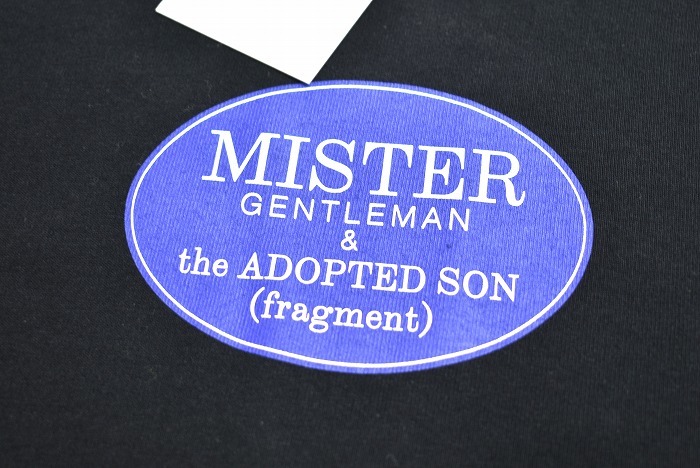 MISTER
GENTLEMAN
&
the ADOPTED SON
(fragment)